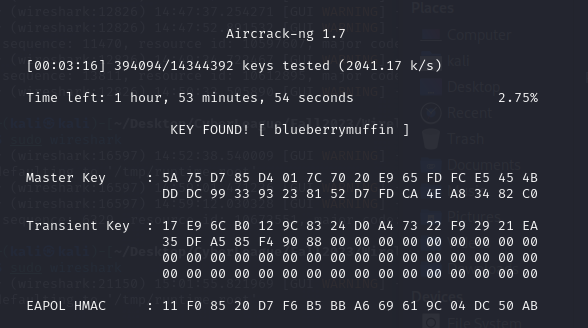 Aircrack-ng 1.7
[00:03:16] 394094/14344392 keys tested (2041.17 k/s)
Time left: 1 hour, 53 minutes, 54 seconds 2.75%
KEY FOUND! [ blueberrymuffin ]
Master Key : 5A 75 D7 85 D4 01 7C 70 20 E9 65 FD FC E5 45 4B
DD DC 99 33 93 23 81 52 D7 FD CA 4E A8 34 82 C0
Transient Key : 17 E9 6C B0 12 9C 83 24 D0 A4 73 22 F9 29 21 EA
35 DF A5 85 F4 90 88 00 00 00 00 00 00 00 00 00
00 00 00 00 00 00 00 00 00 00 00 00 00 00 00 00
00 00 00 00 00 00 00 00 00 00 00 00 00 00 00 00
EAPOL HMAC : 11 F0 85 20 D7 F6 B5 BB A6 69 61 9C 04 DC 50 AB
Places
Computer
kali
Desktop
Recent
Trash
Documents